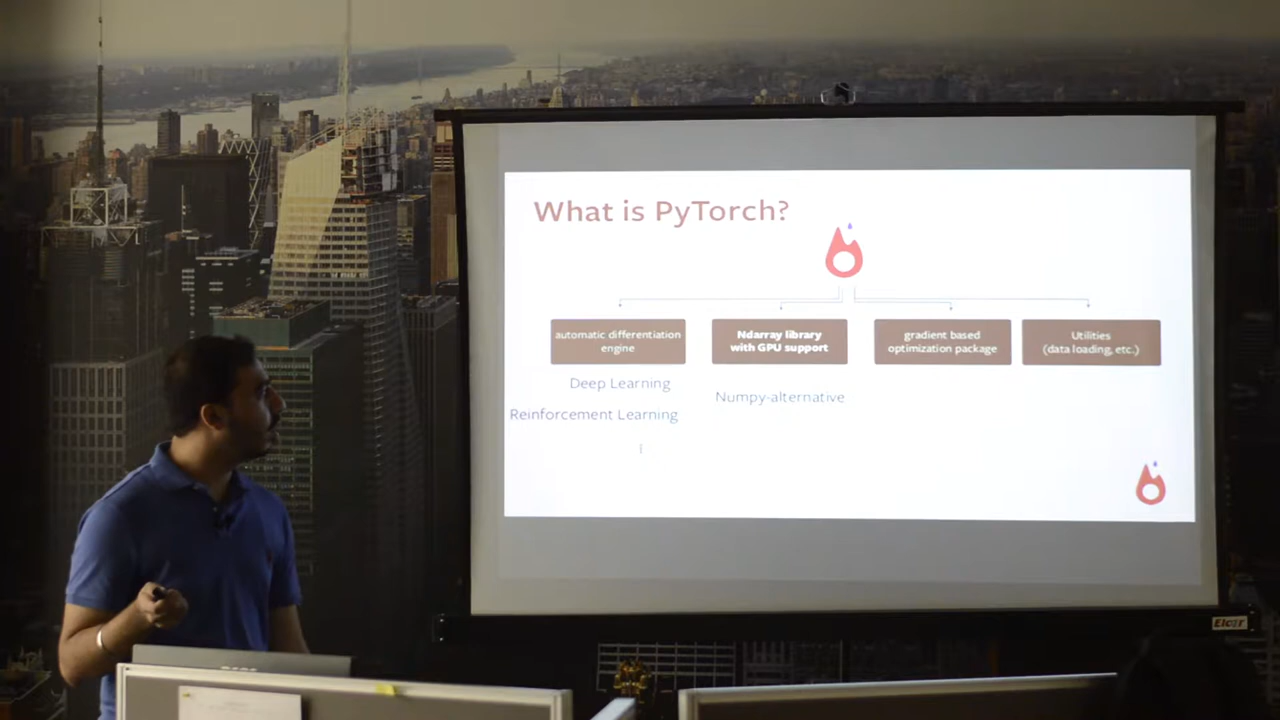 What is PyTorch?
automatic differentiation
engine
Ndarray library
with GPU support
gradient based
optimization package
Utilities
(data loading, etc.)
Deep Learning
Numpy-alternative
Reinforcement Learning